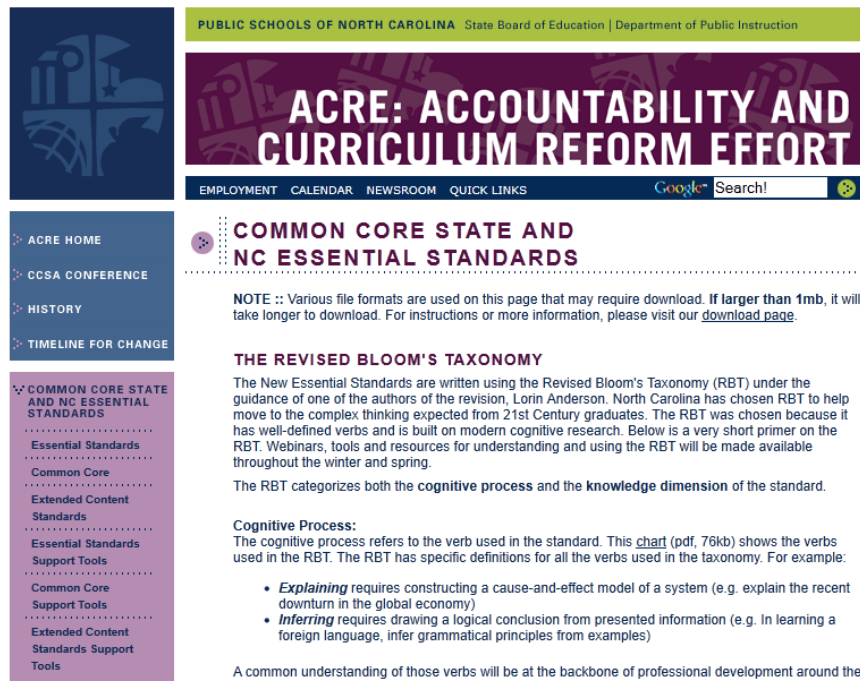 PUBLIC SCHOOLS OF NORTH CAROLINA State Board of Education | Department of Public Instruction
ACRE: ACCOUNTABILITY AND
CURRICULUM REFORM EFFORT
EMPLOYMENT CALENDAR NEWSROOM QUICK LINKS
Google™ Search!
ACRE HOME
CCSA CONFERENCE
HISTORY
TIMELINE FOR CHANGE
COMMON CORE STATE
AND NC ESSENTIAL
STANDARDS
Essential Standards
Common Core
Extended Content
Standards
Essential Standards
Support Tools
Common Core
Support Tools
Extended Content
Standards Support
Tools
COMMON CORE STATE AND
NC ESSENTIAL STANDARDS
NOTE :: Various file formats are used on this page that may require download. If larger than 1mb, it will
take longer to download. For instructions or more information, please visit our download page.
THE REVISED BLOOM'S TAXONOMY
The New Essential Standards are written using the Revised Bloom's Taxonomy (RBT) under the
guidance of one of the authors of the revision, Lorin Anderson. North Carolina has chosen RBT to help
move to the complex thinking expected from 21st Century graduates. The RBT was chosen because it
has well-defined verbs and is built on modern cognitive research. Below is a very short primer on the
RBT. Webinars, tools and resources for understanding and using the RBT will be made available
throughout the winter and spring.
The RBT categorizes both the cognitive process and the knowledge dimension of the standard.
Cognitive Process:
The cognitive process refers to the verb used in the standard. This chart (pdf, 76kb) shows the verbs
used in the RBT. The RBT has specific definitions for all the verbs used in the taxonomy. For example:
• Explaining requires constructing a cause-and-effect model of a system (e.g. explain the recent
downturn in the global economy)
• Inferring requires drawing a logical conclusion from presented information (e.g. In learning a
foreign language, infer grammatical principles from examples)
A common understanding of those verbs will be at the backbone of professional development around the